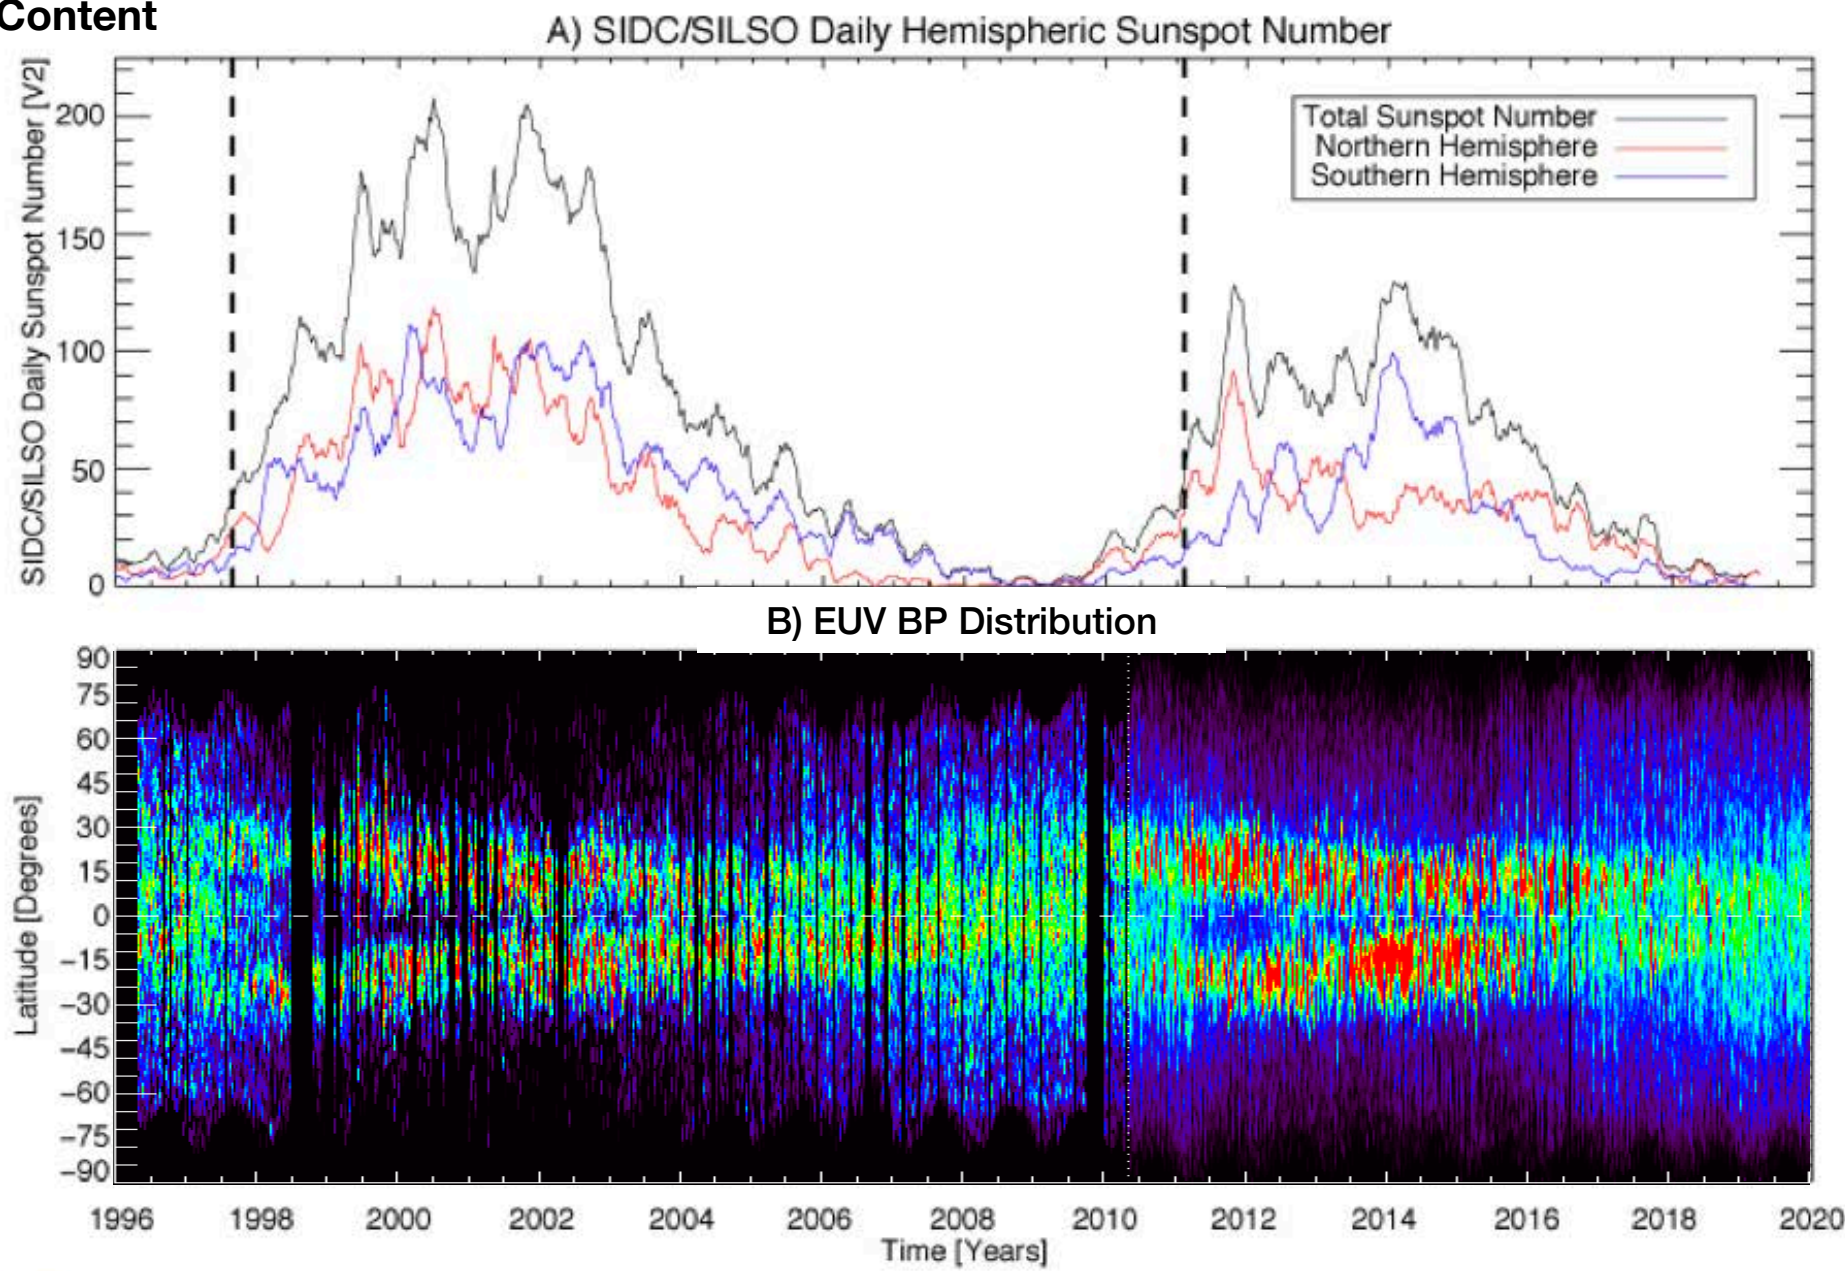 Content
A) SIDC/SILSO Daily Hemispheric Sunspot Number
SIDC/SILSO Daily Sunspot Number [V2]
200
150
100
50
0
Total Sunspot Number
Northern Hemisphere
Southern Hemisphere
B) EUV BP Distribution
Latitude [Degrees]
90
75
60
45
30
15
0
−15
−30
−45
−60
−75
−90
1996 1998 2000 2002 2004 2006 2008 2010 2012 2014 2016 2018 2020
Time [Years]